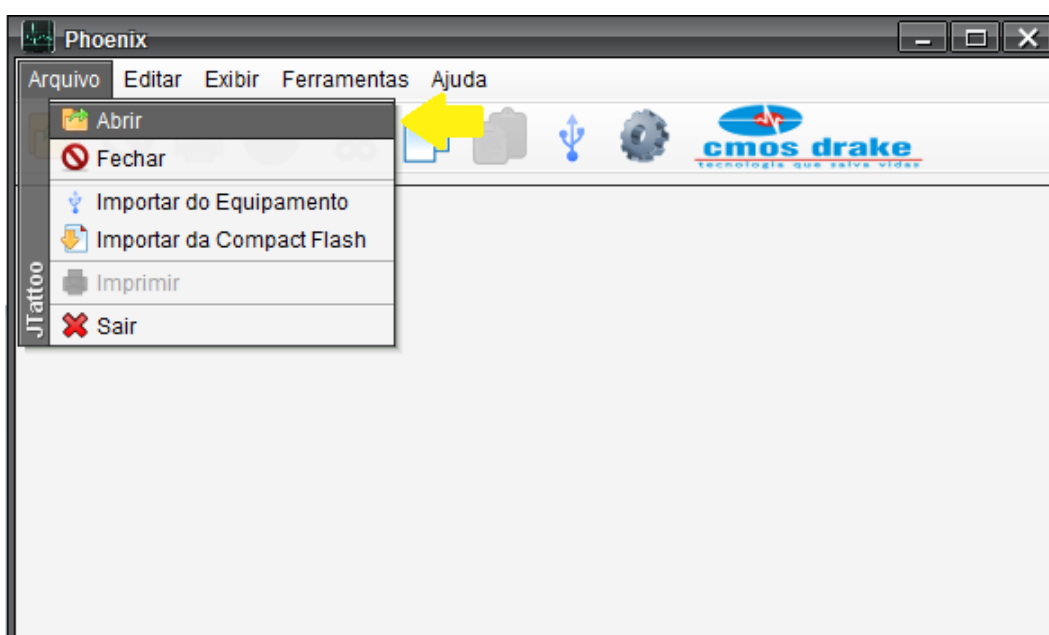 Phoenix
Arquivo Editar Exibir Ferramentas Ajuda
Abrir
Fechar
Importar do Equipamento
Importar da Compact Flash
Imprimir
Sair
JTattoo
cmos drake
tecnologia que salva vidas